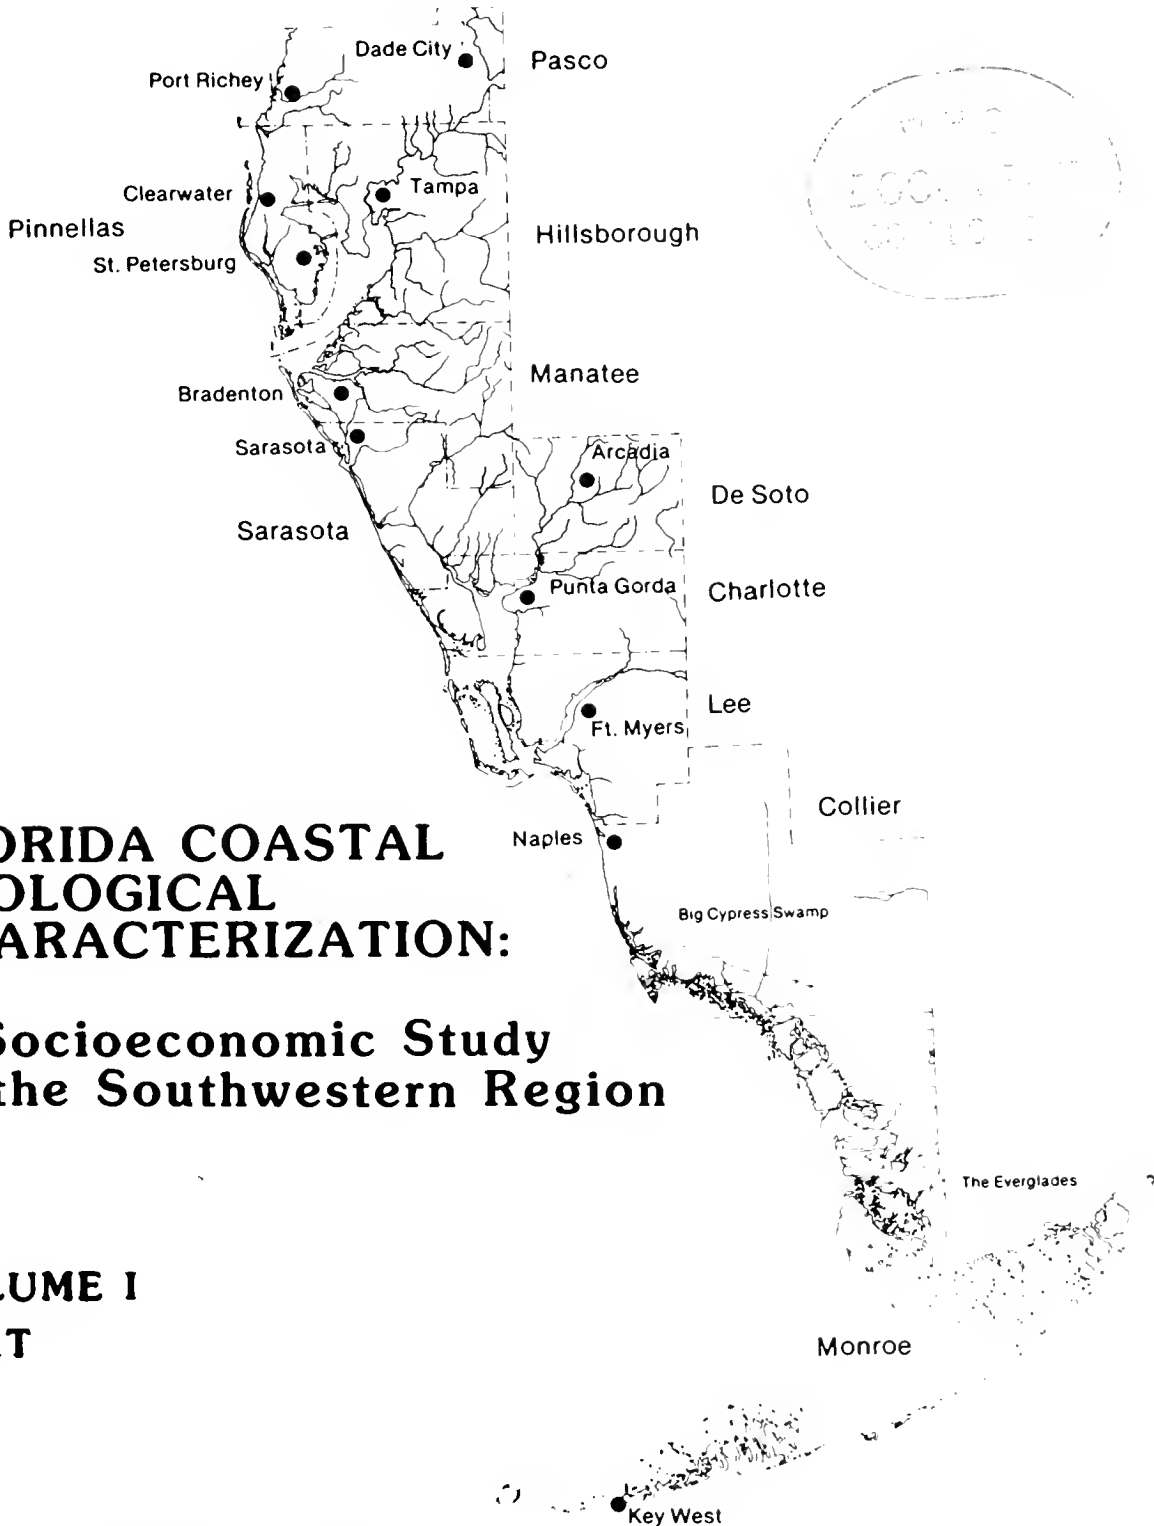 Dade City
Pasco
Port Richey
Clearwater
Tampa
Pinnellas
Hillsborough
St. Petersburg
Manatee
Bradenton
Sarasota
Arcadia
De Soto
Sarasota
Punta Gorda
Charlotte
Lee
Ft. Myers
Collier
Naples
Big Cypress Swamp
ORIDA COASTAL
OLOGICAL
ARACTERIZATION:
Socioeconomic Study
the Southwestern Region
The Everglades
LUME I
T
Monroe
Key West